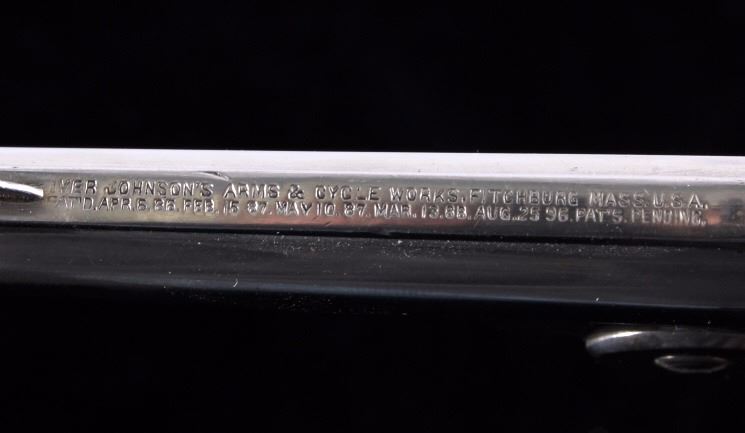 IVER JOHNSON'S ARMS & CYCLE WORKS, FITCHBURG MASS. U.S.A.
PAT'D. APR. 6. 86. FEB. 15 87. MAY 10. 87. MAR. 13. 88. AUG. 25 96 PAT'S. PENDING.